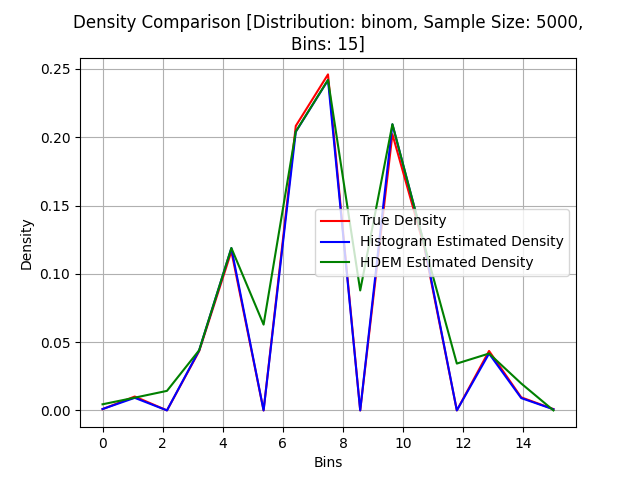 Density Comparison [Distribution: binom, Sample Size: 5000,
Bins: 15]
0.25
0.20
0.15
0.10
0.05
0.00
Density
True Density
Histogram Estimated Density
HDEM Estimated Density
0 2 4 6 8 10 12 14
Bins